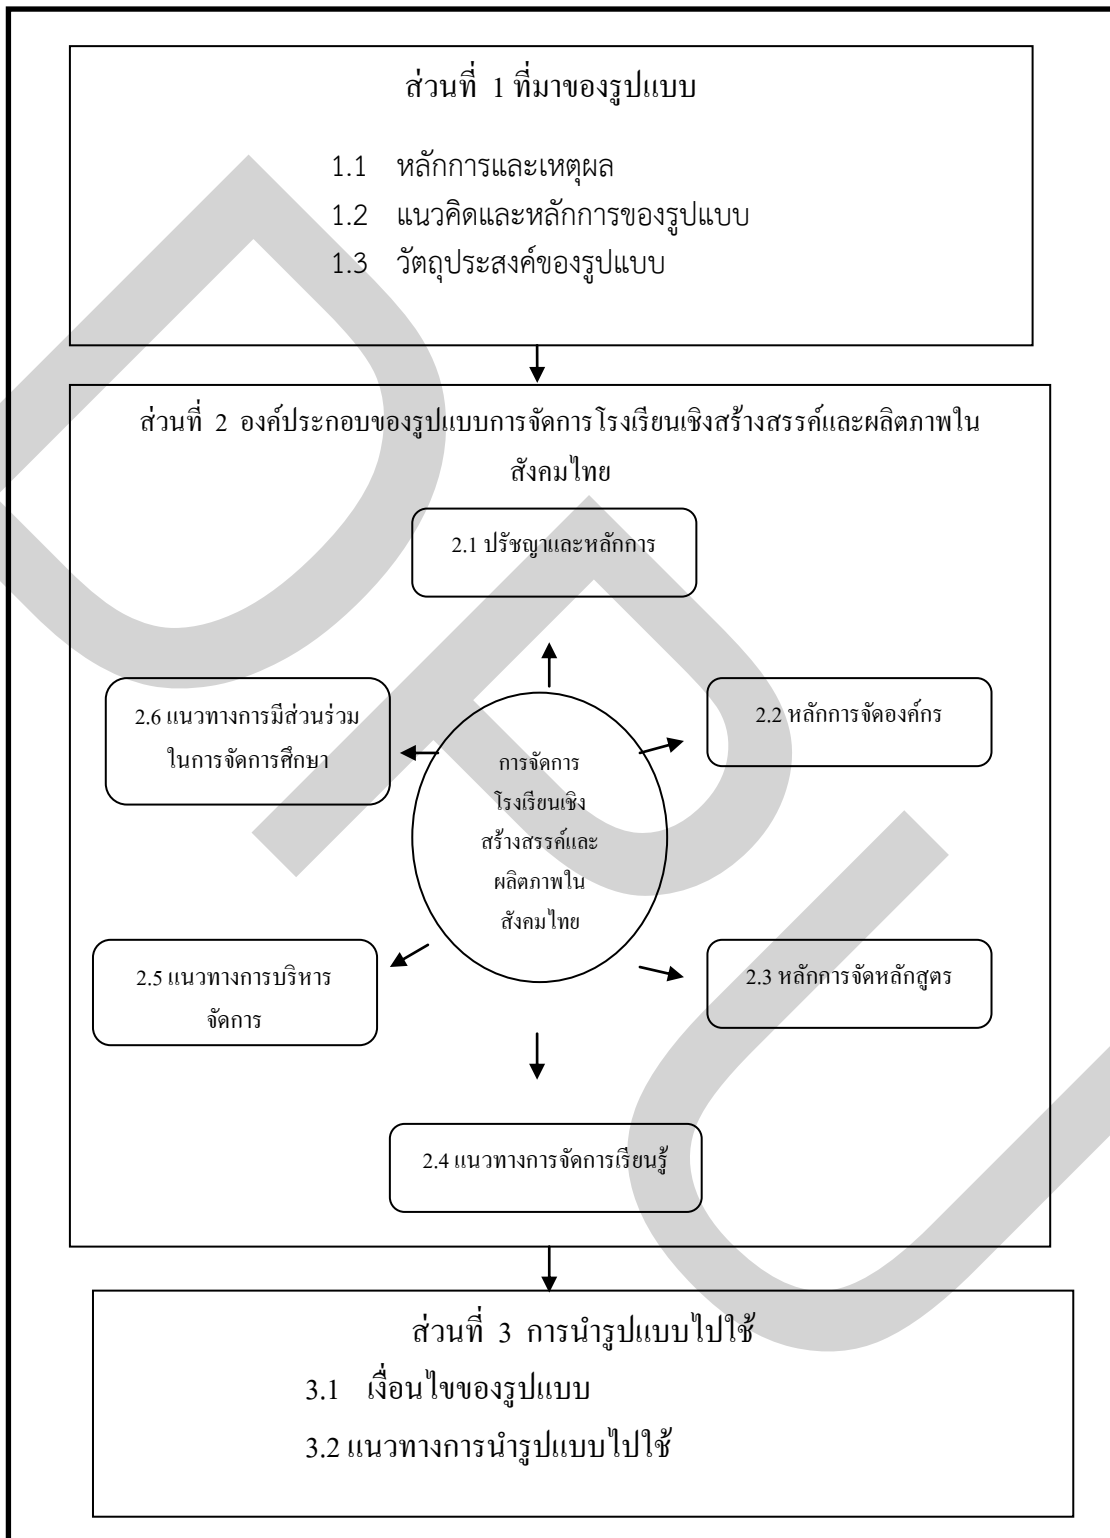 ส่วนที่ 1 ที่มาของรูปแบบ
1.1 หลักการและเหตุผล
1.2 แนวคิดและหลักการของรูปแบบ
1.3 วัตถุประสงค์ของรูปแบบ
ส่วนที่ 2 องค์ประกอบของรูปแบบการจัดการโรงเรียนเชิงสร้างสรรค์และผลิตภาพใน
สังคมไทย
2.1 ปรัชญาและหลักการ
2.6 แนวทางการมีส่วนร่วม
ในการจัดการศึกษา
2.2 หลักการจัดองค์กร
การจัดการ
โรงเรียนเชิง
สร้างสรรค์และ
ผลิตภาพใน
สังคมไทย
2.5 แนวทางการบริหาร
จัดการ
2.3 หลักการจัดหลักสูตร
2.4 แนวทางการจัดการเรียนรู้
ส่วนที่ 3 การนำรูปแบบไปใช้
3.1 เงื่อนไขของรูปแบบ
3.2 แนวทางการนำรูปแบบไปใช้
DPU